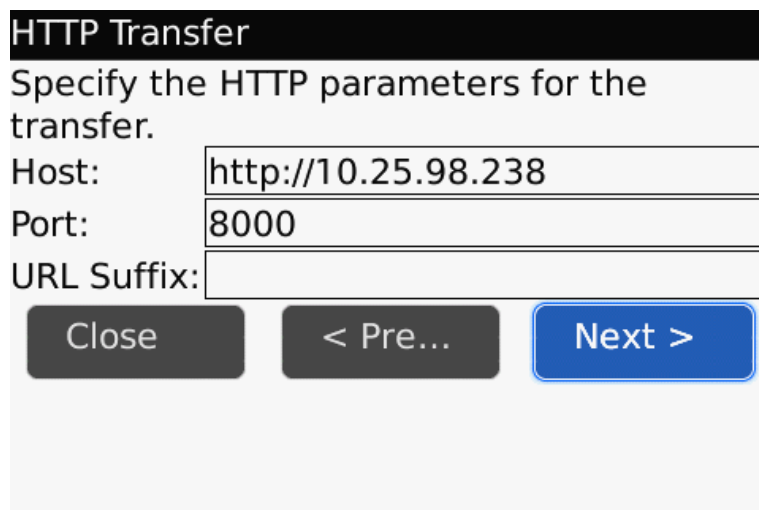 HTTP Transfer
Specify the HTTP parameters for the
transfer.
Host: http://10.25.98.238
Port: 8000
URL Suffix:
Close < Pre... Next >